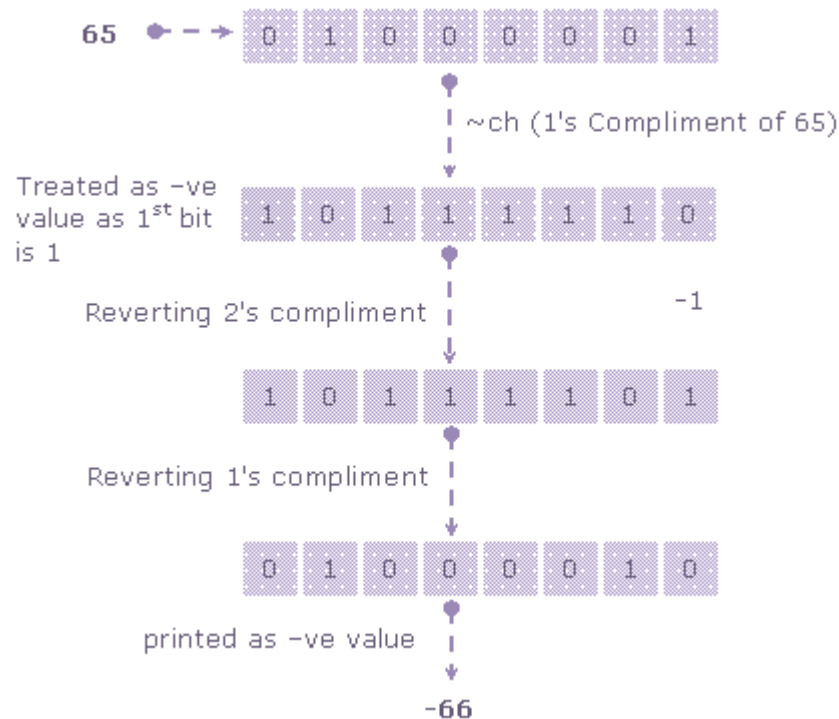 65 0 1 0 0 0 0 0 1
~ch (1's Compliment of 65)
Treated as –ve
value as 1st bit
is 1
1 0 1 1 1 1 1 0
Reverting 2's compliment
-1
1 0 1 1 1 1 0 1
Reverting 1's compliment
0 1 0 0 0 0 1 0
printed as –ve value
-66